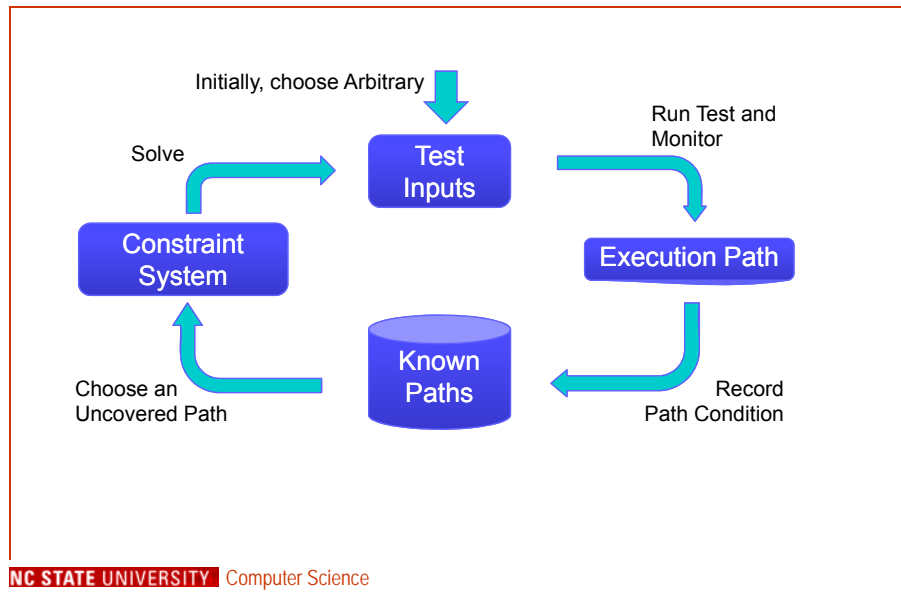 Initially, choose Arbitrary
Run Test and
Monitor
Solve
Test
Inputs
Constraint
System
Execution Path
Known
Paths
Choose an
Uncovered Path
Record
Path Condition
NC STATE UNIVERSITY Computer Science